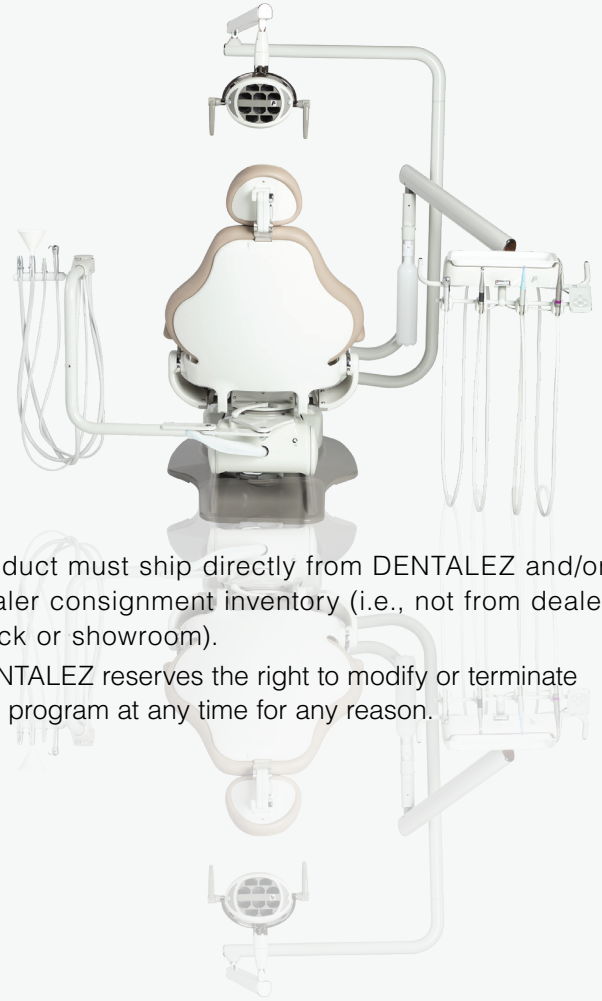 duct must ship directly from DENTALEZ and/or
aler consignment inventory (i.e., not from deale
ck or showroom).
NTALEZ reserves the right to modify or terminate
program at any time for any reason.